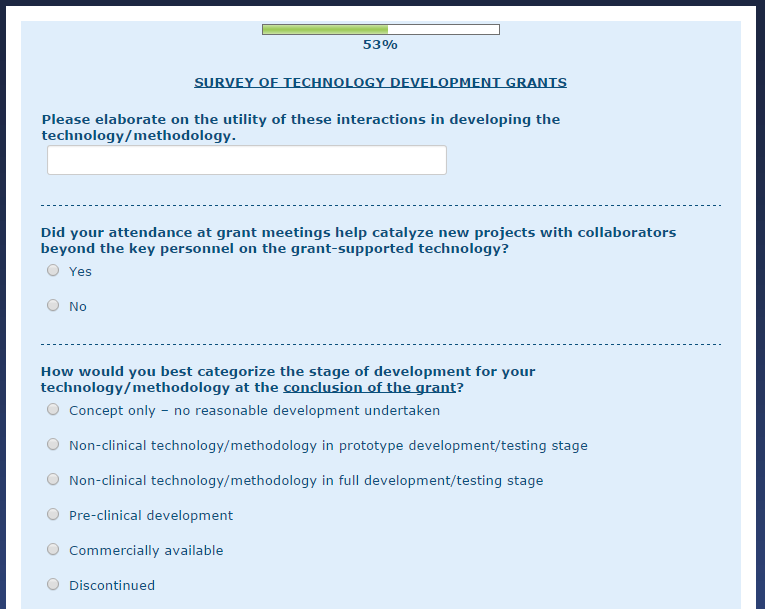 53%
SURVEY OF TECHNOLOGY DEVELOPMENT GRANTS
Please elaborate on the utility of these interactions in developing the
technology/methodology.
Did your attendance at grant meetings help catalyze new projects with collaborators
beyond the key personnel on the grant-supported technology?
Yes
No
How would you best categorize the stage of development for your
technology/methodology at the conclusion of the grant?
Concept only – no reasonable development undertaken
Non-clinical technology/methodology in prototype development/testing stage
Non-clinical technology/methodology in full development/testing stage
Pre-clinical development
Commercially available
Discontinued